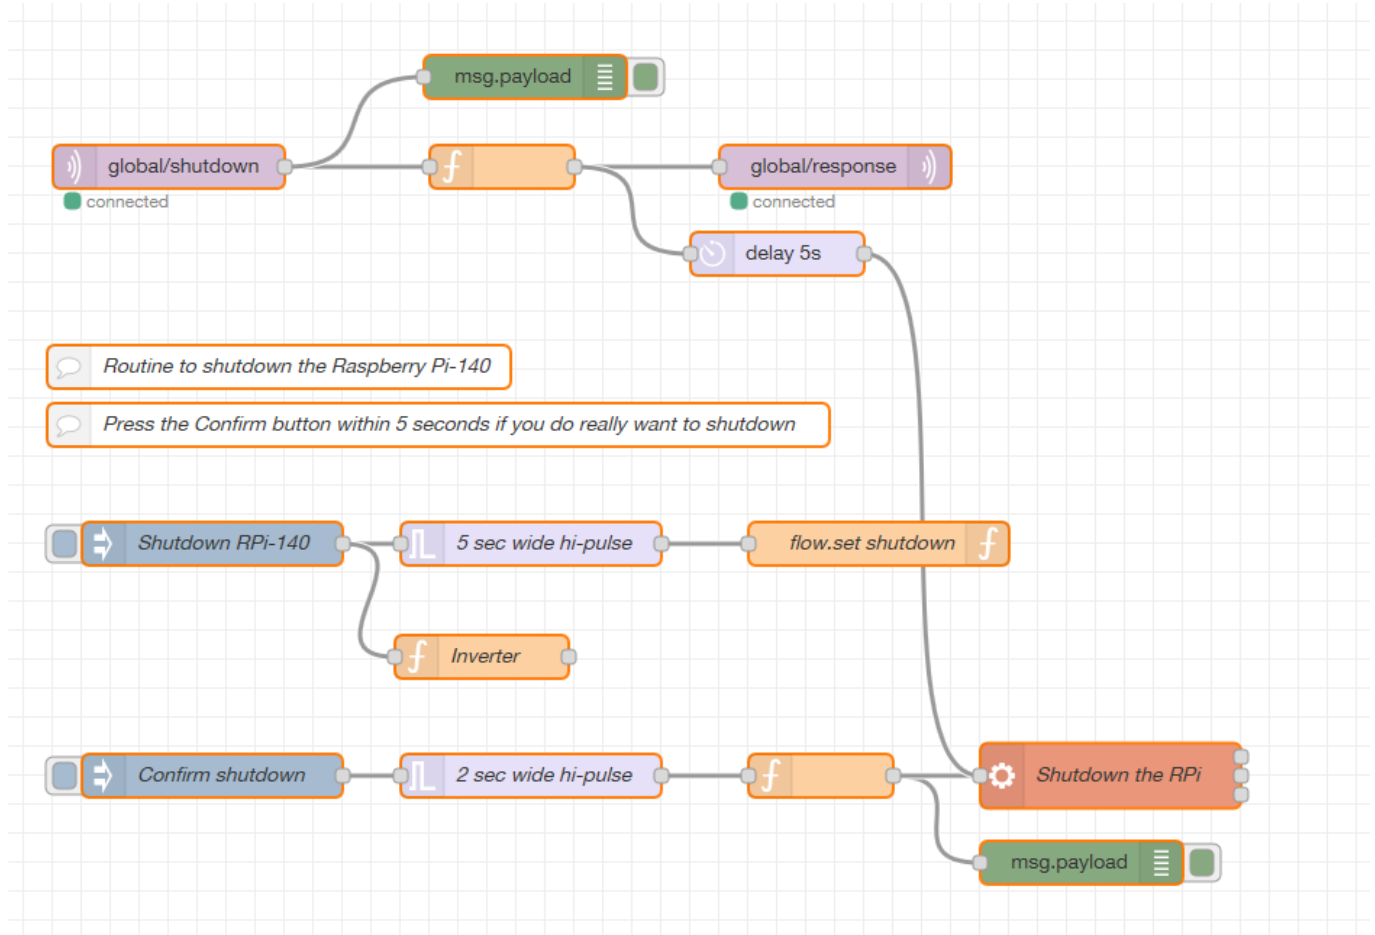 msg.payload
global/shutdown
global/response
connected
connected
delay 5s
Routine to shutdown the Raspberry Pi-140
Press the Confirm button within 5 seconds if you do really want to shutdown
Shutdown RPi-140
5 sec wide hi-pulse
flow.set shutdown
Inverter
Confirm shutdown
2 sec wide hi-pulse
Shutdown the RPi
msg.payload